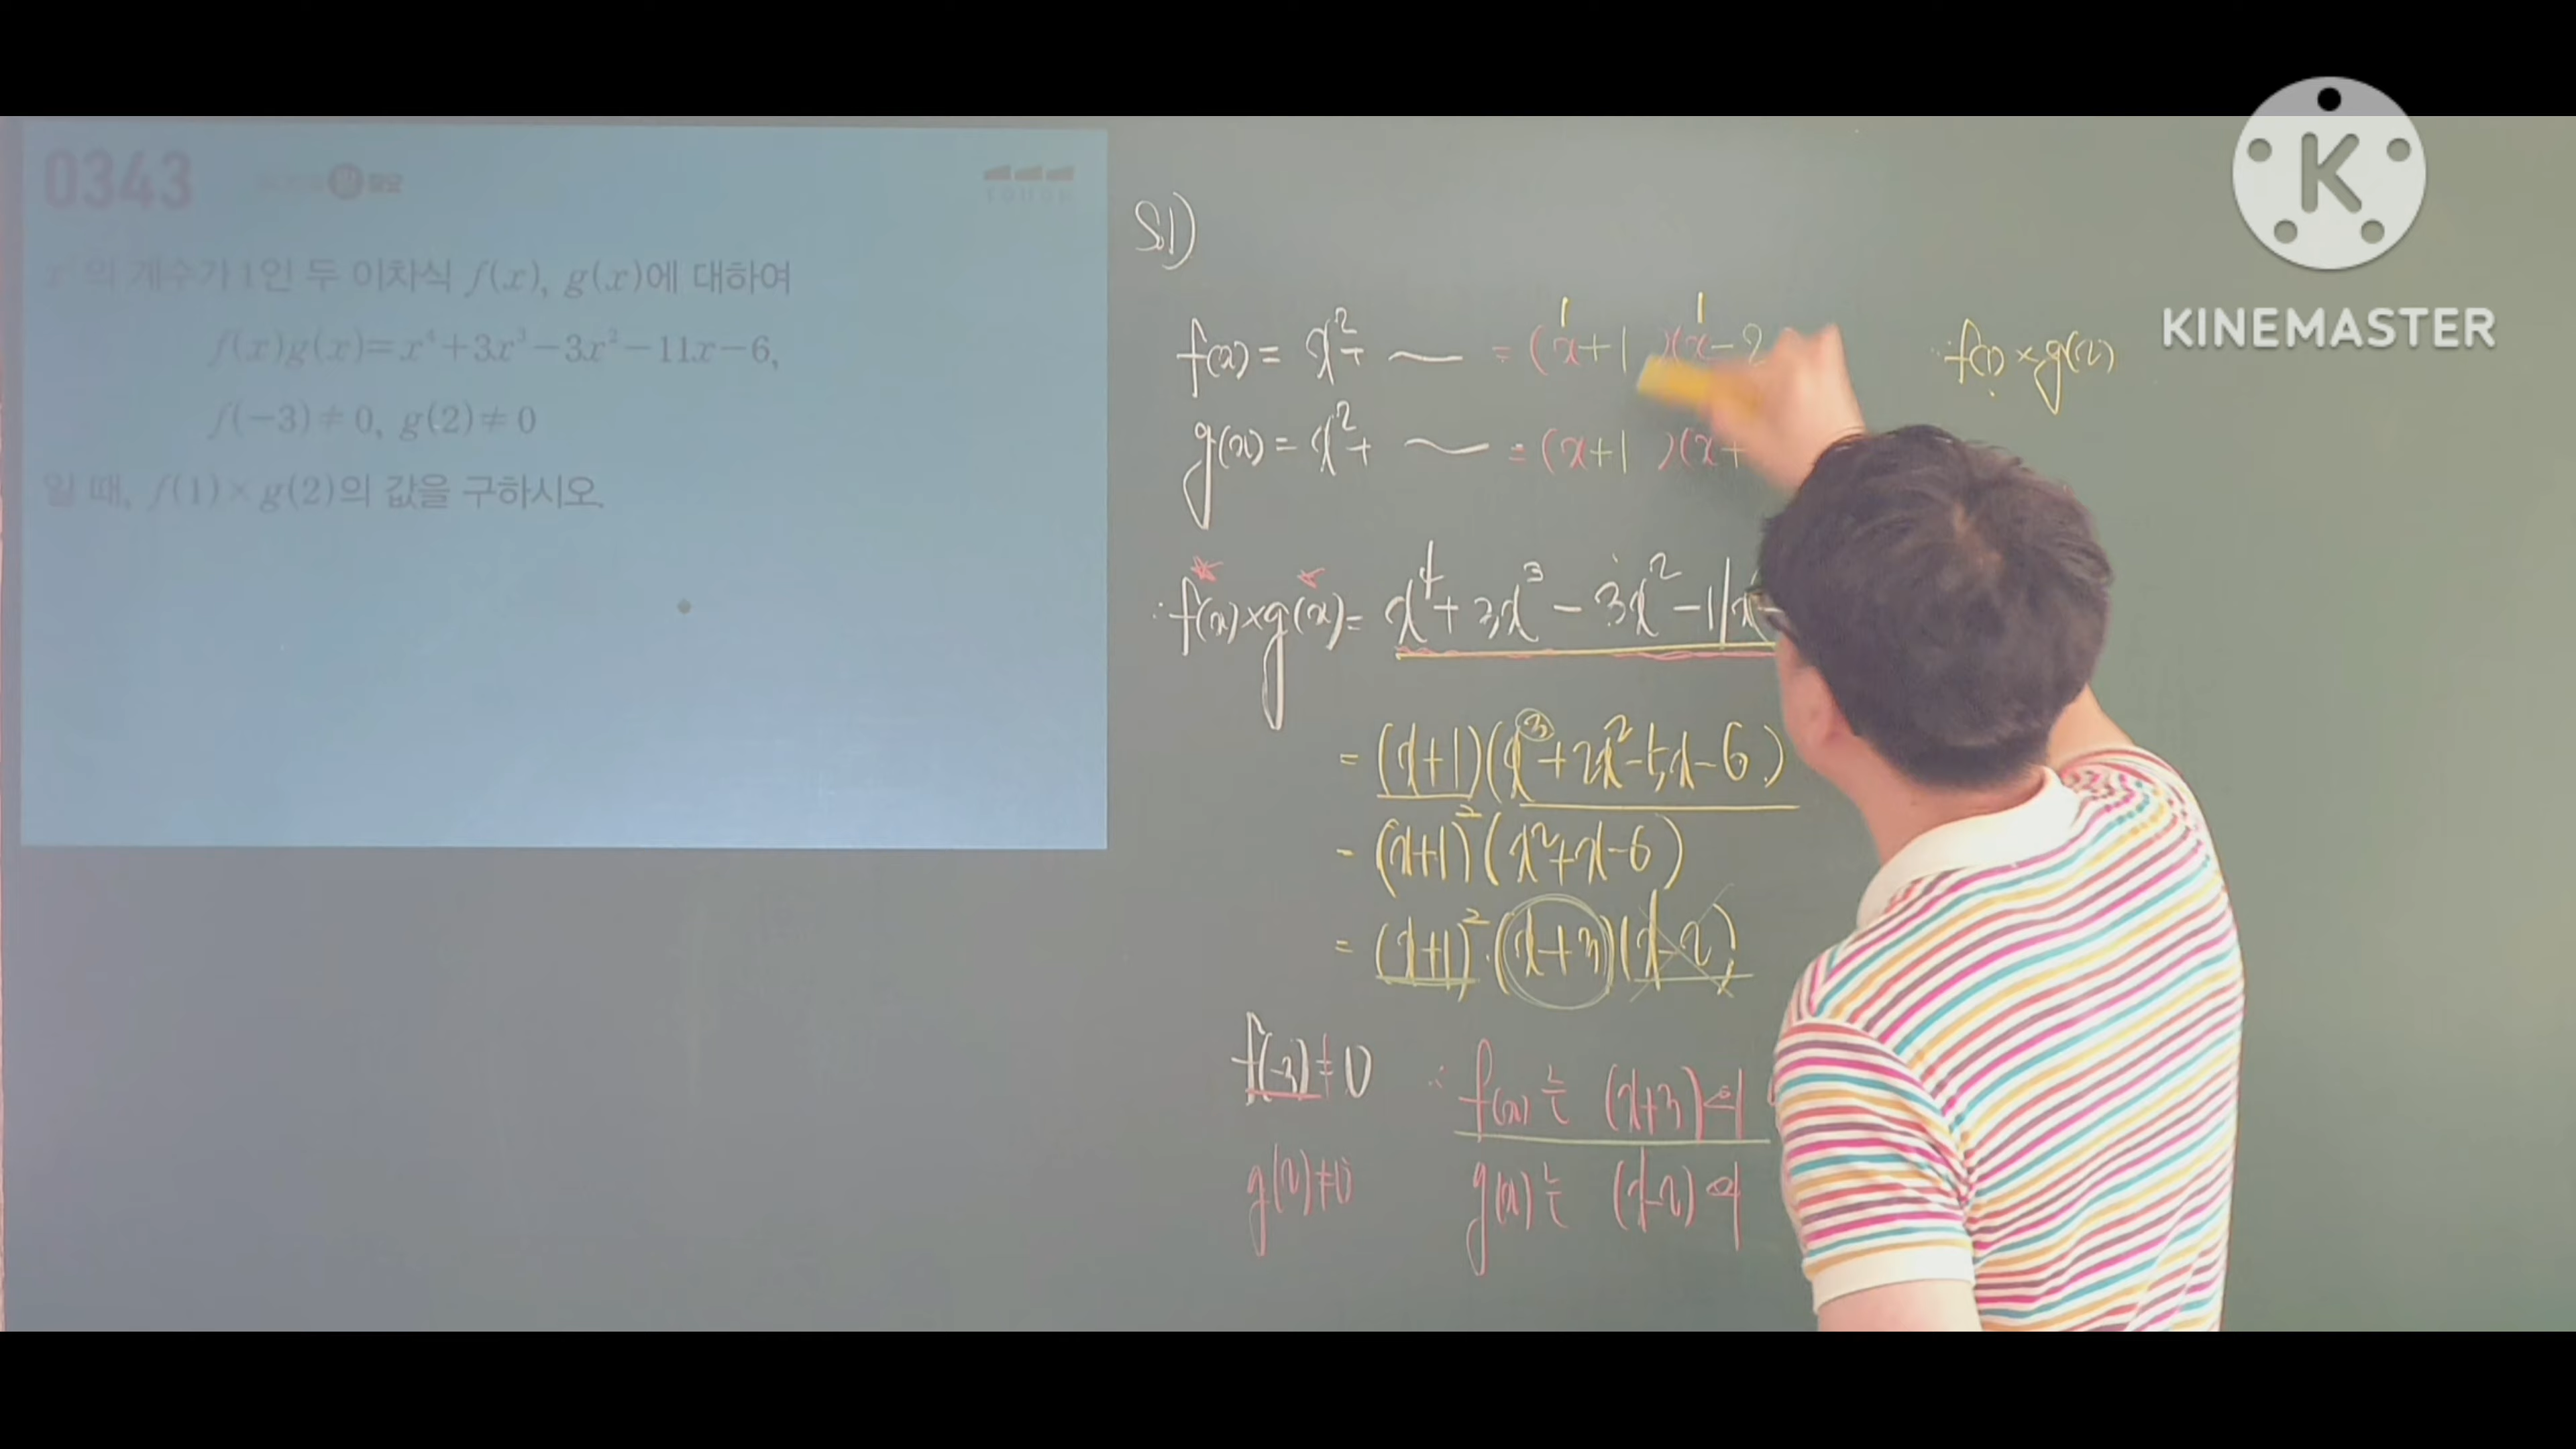 0343
x²의 계수가 1인 두 이차식 f(x), g(x)에 대하여
f(x)g(x)=x⁴+3x³-3x²-11x-6,
f(-3)≠0, g(2)≠0
일 때, f(1)×g(2)의 값을 구하시오.
Sol)
f(x) = x²+ ~ = (x+1)(x-2
g(x) = x²+ ~ = (x+1)(x+
f(1)×g(2)
∴ f(x)×g(x) = x⁴+3x³-3x²-11x
= (x+1)(x³+2x²-5x-6)
= (x+1)²(x²+x-6)
= (x+1)²·(x+3)(x-2)
f(-3)≠0 ∴ f(x)는 (x+3)
g(2)≠0 g(x)는 (x-2)
KINEMASTER